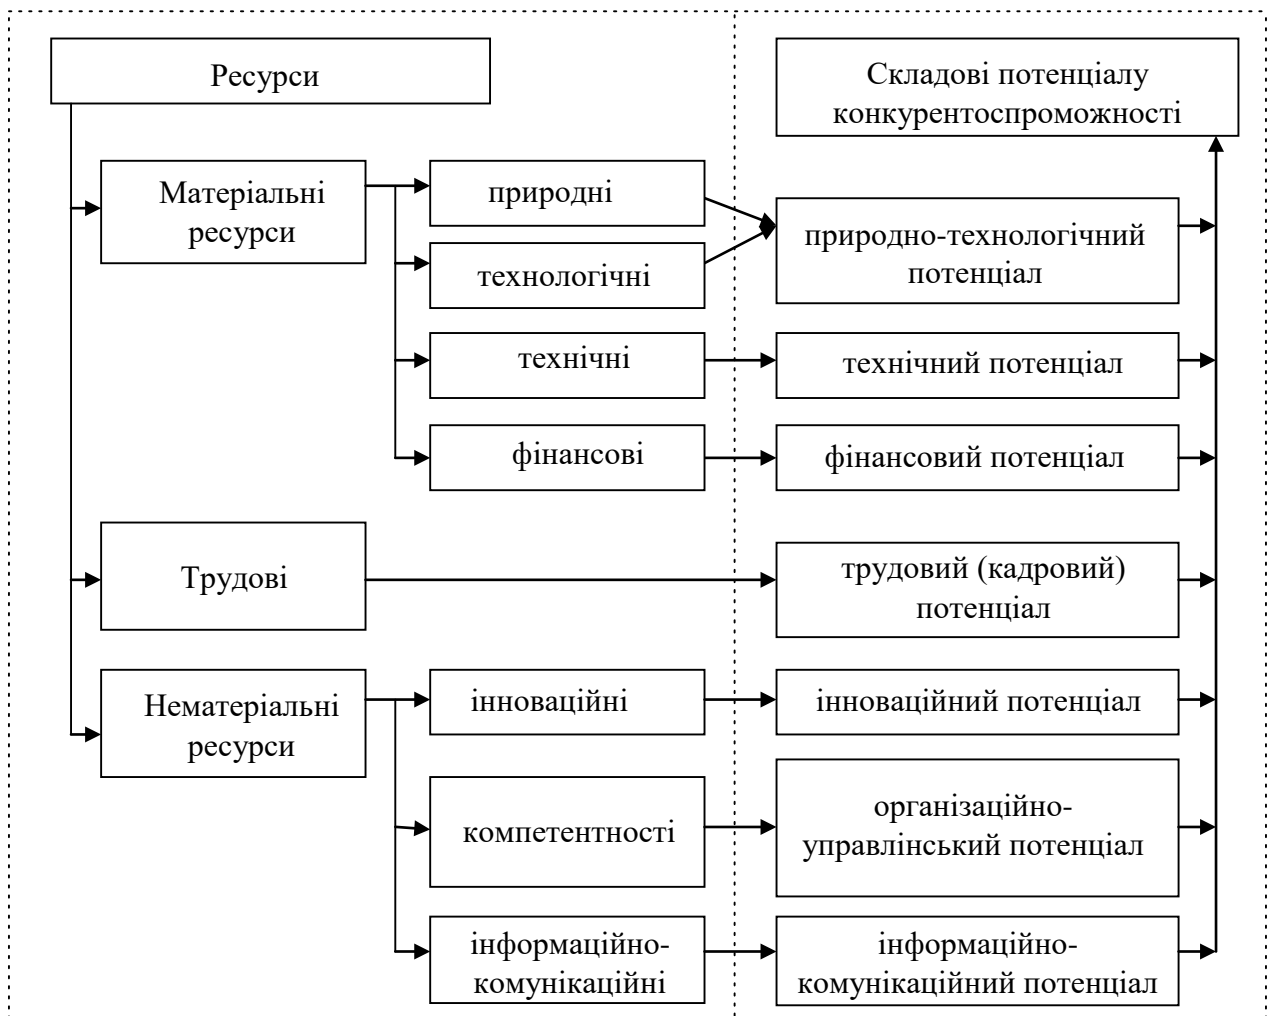 Ресурси
Складові потенціалу
конкурентоспроможності
Матеріальні
ресурси
природні
технологічні
природно-технологічний
потенціал
технічні
технічний потенціал
фінансові
фінансовий потенціал
Трудові
трудовий (кадровий)
потенціал
Нематеріальні
ресурси
інноваційні
інноваційний потенціал
компетентності
організаційно-
управлінський потенціал
інформаційно-
комунікаційні
інформаційно-
комунікаційний потенціал